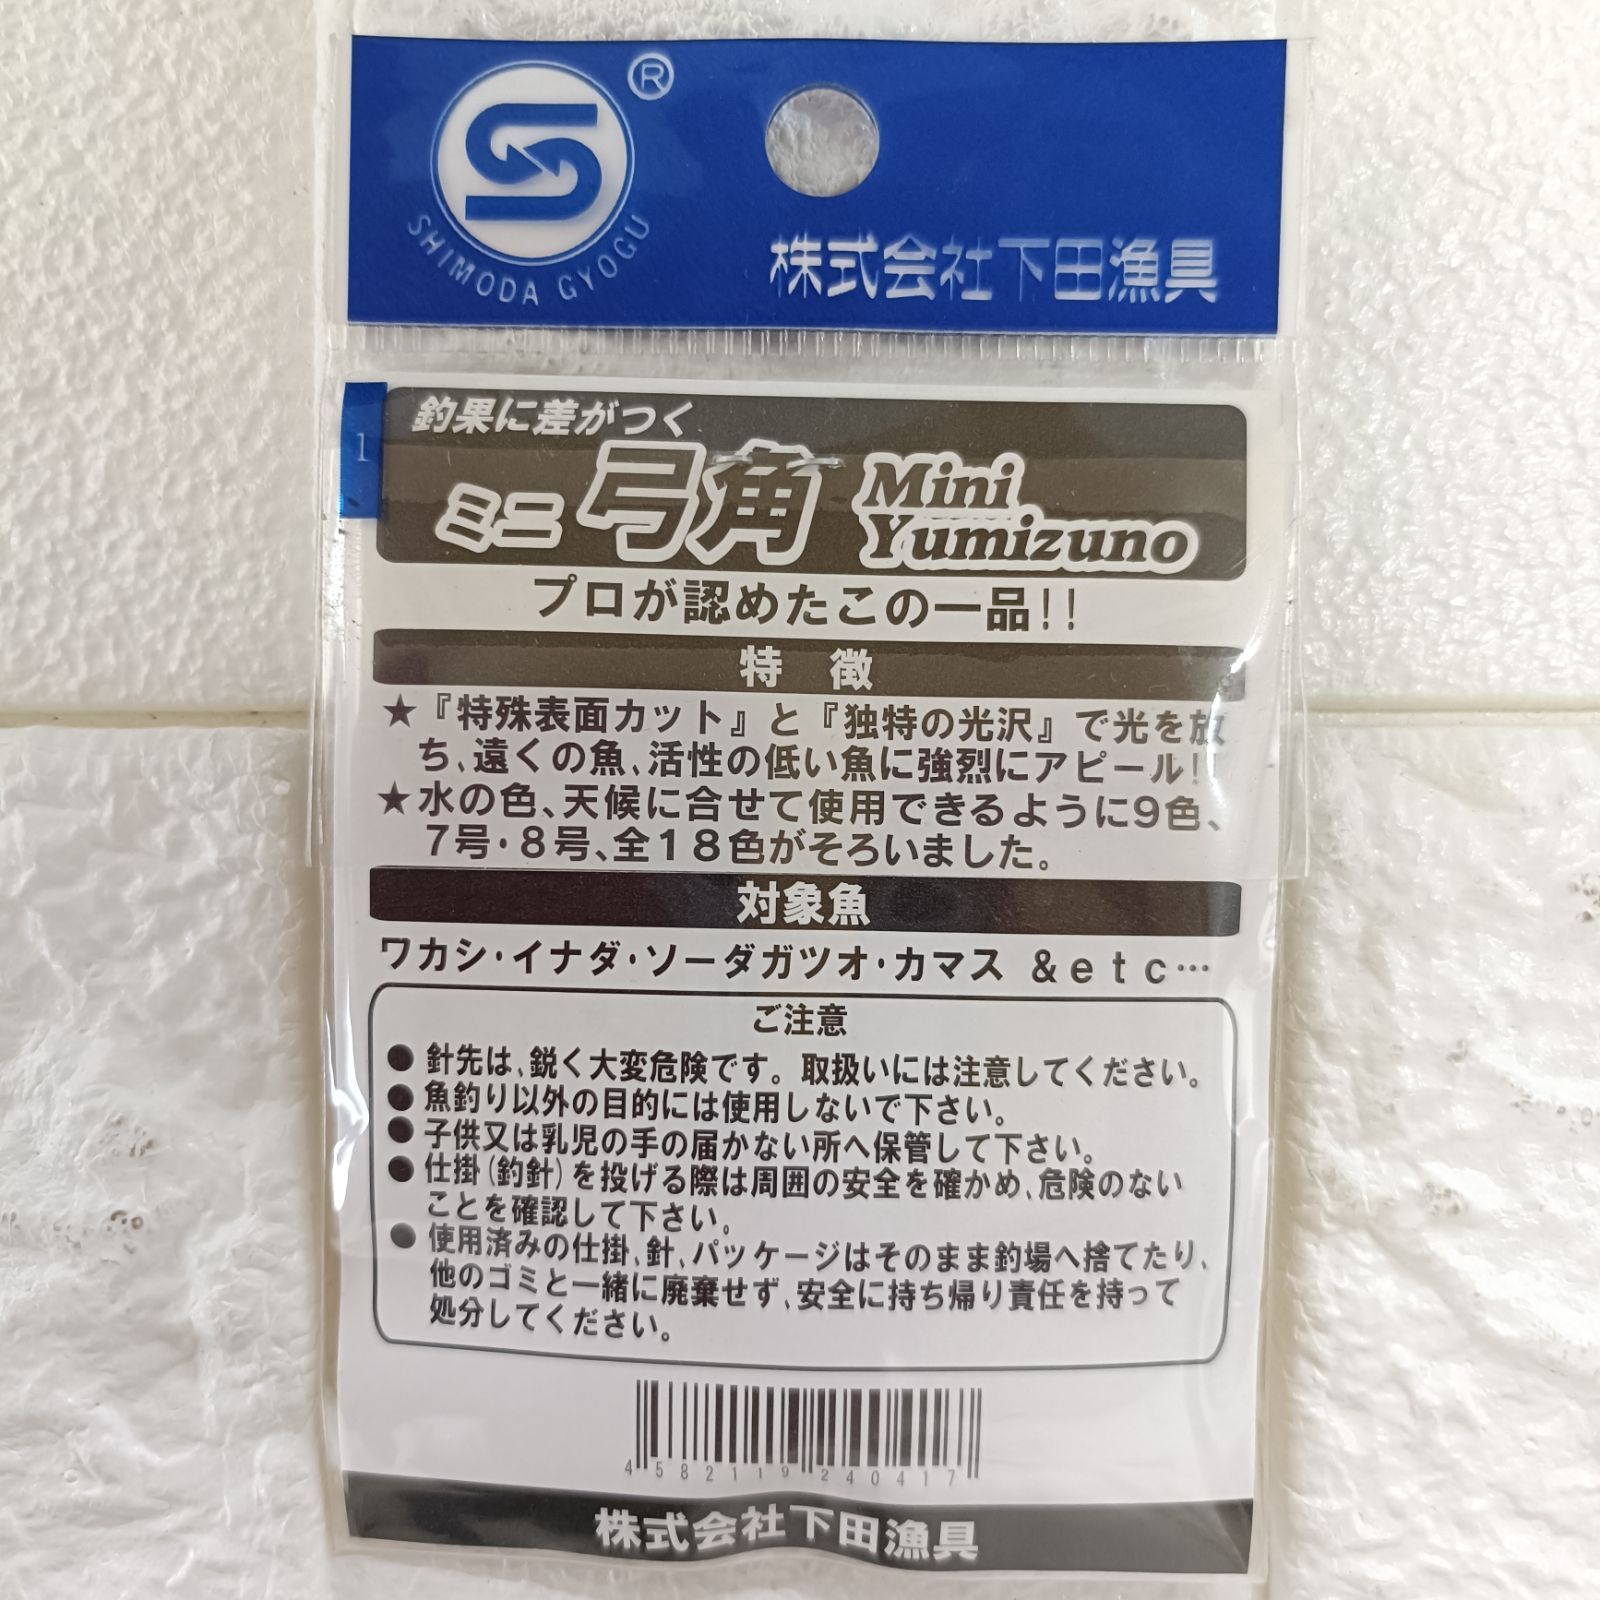 ®
SHIMODA GYOGU
株式会社下田漁具
1
釣果に差がつく
ミニ弓角 Mini Yumizuno
プロが認めたこの一品!!
特 徴
★『特殊表面カット』と『独特の光沢』で光を放
ち、遠くの魚、活性の低い魚に強烈にアピール!
★水の色、天候に合せて使用できるように9色、
7号・8号、全18色がそろいました。
対象魚
ワカシ・イナダ・ソーダガツオ・カマス &etc…
ご注意
●針先は、鋭く大変危険です。取扱いには注意してください。
●魚釣り以外の目的には使用しないで下さい。
●子供又は乳児の手の届かない所へ保管して下さい。
●仕掛(釣針)を投げる際は周囲の安全を確かめ、危険のない
ことを確認して下さい。
●使用済みの仕掛、針、パッケージはそのまま釣場へ捨てたり、
他のゴミと一緒に廃棄せず、安全に持ち帰り責任を持って
処分してください。
4582119240417
株式会社下田漁具